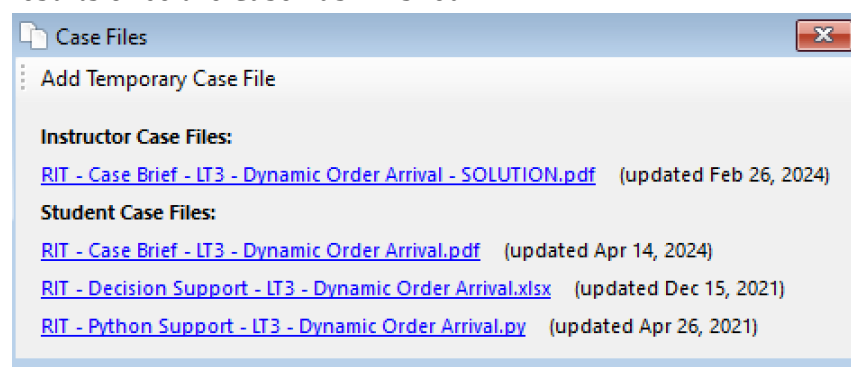 Case Files
Add Temporary Case File
Instructor Case Files:
RIT - Case Brief - LT3 - Dynamic Order Arrival - SOLUTION.pdf (updated Feb 26, 2024)
Student Case Files:
RIT - Case Brief - LT3 - Dynamic Order Arrival.pdf (updated Apr 14, 2024)
RIT - Decision Support - LT3 - Dynamic Order Arrival.xlsx (updated Dec 15, 2021)
RIT - Python Support - LT3 - Dynamic Order Arrival.py (updated Apr 26, 2021)